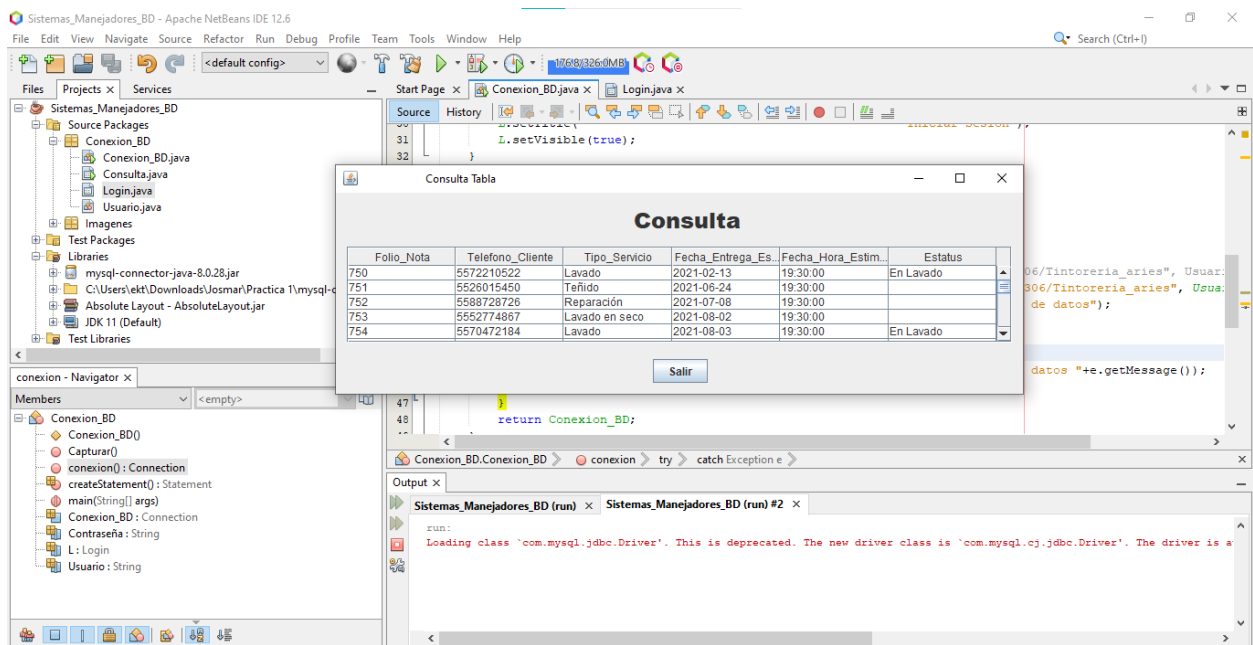 Sistemas_Manejadores_BD - Apache NetBeans IDE 12.6
File Edit View Navigate Source Refactor Run Debug Profile Team Tools Window Help
Search (Ctrl+I)
<default config>
176.8/326.0MB
Files Projects Services
Start Page Conexion_BD.java Login.java
Source History
Sistemas_Manejadores_BD
Source Packages
Conexion_BD
Conexion_BD.java
Consulta.java
Login.java
Usuario.java
Imagenes
Test Packages
Libraries
mysql-connector-java-8.0.28.jar
C:\Users\ekt\Downloads\Josmar\Practica 1\mysql-c
Absolute Layout - AbsoluteLayout.jar
JDK 11 (Default)
Test Libraries
31 L.setVisible(true);
32 }
Consulta Tabla
Consulta
Folio_Nota Telefono_Cliente Tipo_Servicio Fecha_Entrega_Es... Fecha_Hora_Estim... Estatus
750 5572210522 Lavado 2021-02-13 19:30:00 En Lavado
751 5526015450 Teñido 2021-06-24 19:30:00
752 5588728726 Reparación 2021-07-08 19:30:00
753 5552774867 Lavado en seco 2021-08-02 19:30:00
754 5570472184 Lavado 2021-08-03 19:30:00 En Lavado
Salir
06/Tintoreria_aries", Usuar
306/Tintoreria_aries", Usua
de datos");
datos "+e.getMessage());
47 }
48 return Conexion_BD;
Conexion_BD.Conexion_BD conexion try catch Exception e
conexion - Navigator
Members <empty>
Conexion_BD
Conexion_BD()
Capturar()
conexion() : Connection
createStatement() : Statement
main(String[] args)
Conexion_BD : Connection
Contraseña : String
L : Login
Usuario : String
Output
Sistemas_Manejadores_BD (run) Sistemas_Manejadores_BD (run) #2
run:
Loading class `com.mysql.jdbc.Driver'. This is deprecated. The new driver class is `com.mysql.cj.jdbc.Driver'. The driver is a